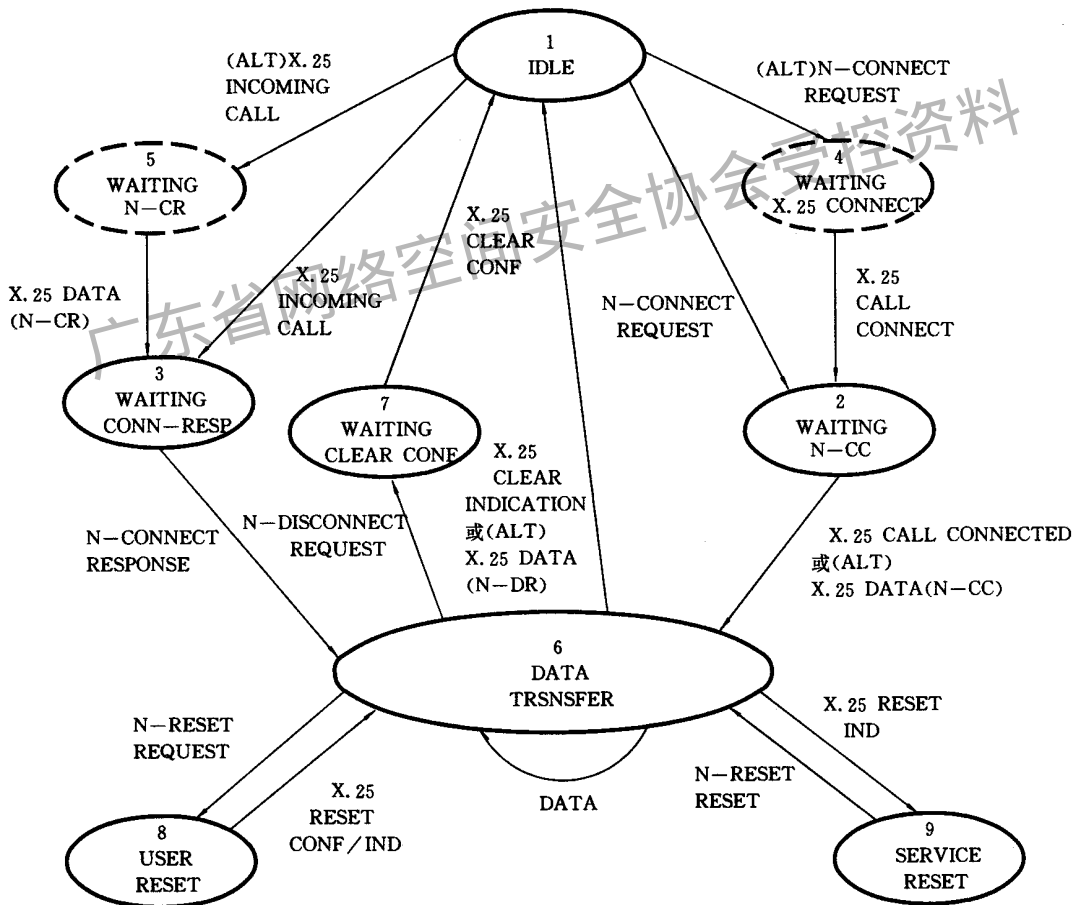 1
IDLE
(ALT)X.25
INCOMING
CALL
(ALT)N-CONNECT
REQUEST
5
WAITING
N-CR
4
WAITING
X.25 CONNECT
X.25
CLEAR
CONF
X.25 DATA
(N-CR)
X.25
INCOMING
CALL
N-CONNECT
REQUEST
X.25
CALL
CONNECT
3
WAITING
CONN-RESP
7
WAITING
CLEAR CONF
2
WAITING
N-CC
N-CONNECT
RESPONSE
N-DISCONNECT
REQUEST
X.25
CLEAR
INDICATION
或(ALT)
X.25 DATA
(N-DR)
X.25 CALL CONNECTED
或(ALT)
X.25 DATA(N-CC)
6
DATA
TRSNSFER
N-RESET
REQUEST
X.25
RESET
CONF/IND
DATA
N-RESET
RESET
X.25 RESET
IND
8
USER
RESET
9
SERVICE
RESET
广东省网络空间安全协会受控资料